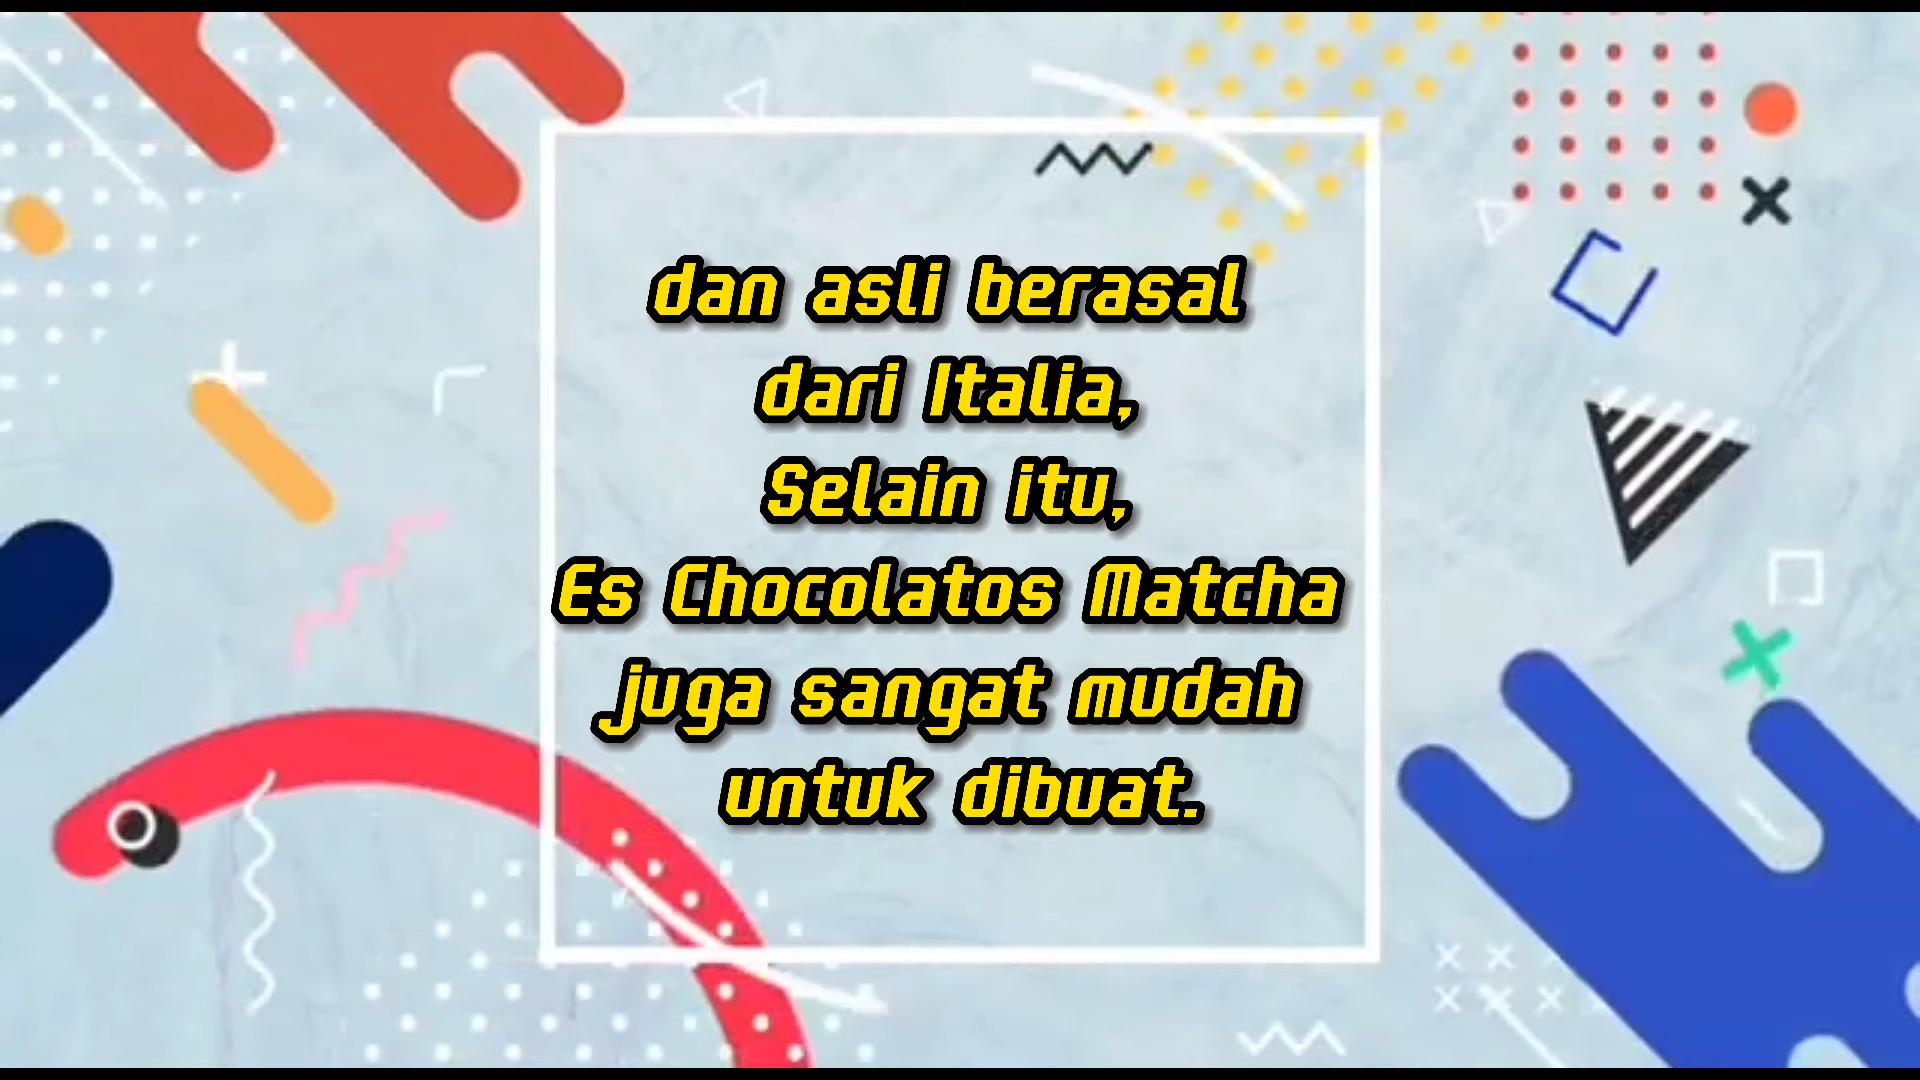 dan asli berasal
dari Italia,
Selain itu,
Es Chocolatos Matcha
juga sangat mudah
untuk dibuat.